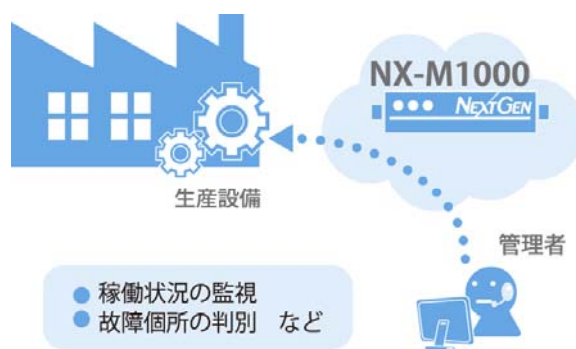 NX-M1000
NEXTGEN
生産設備
管理者
稼働状況の監視
故障個所の判別 など